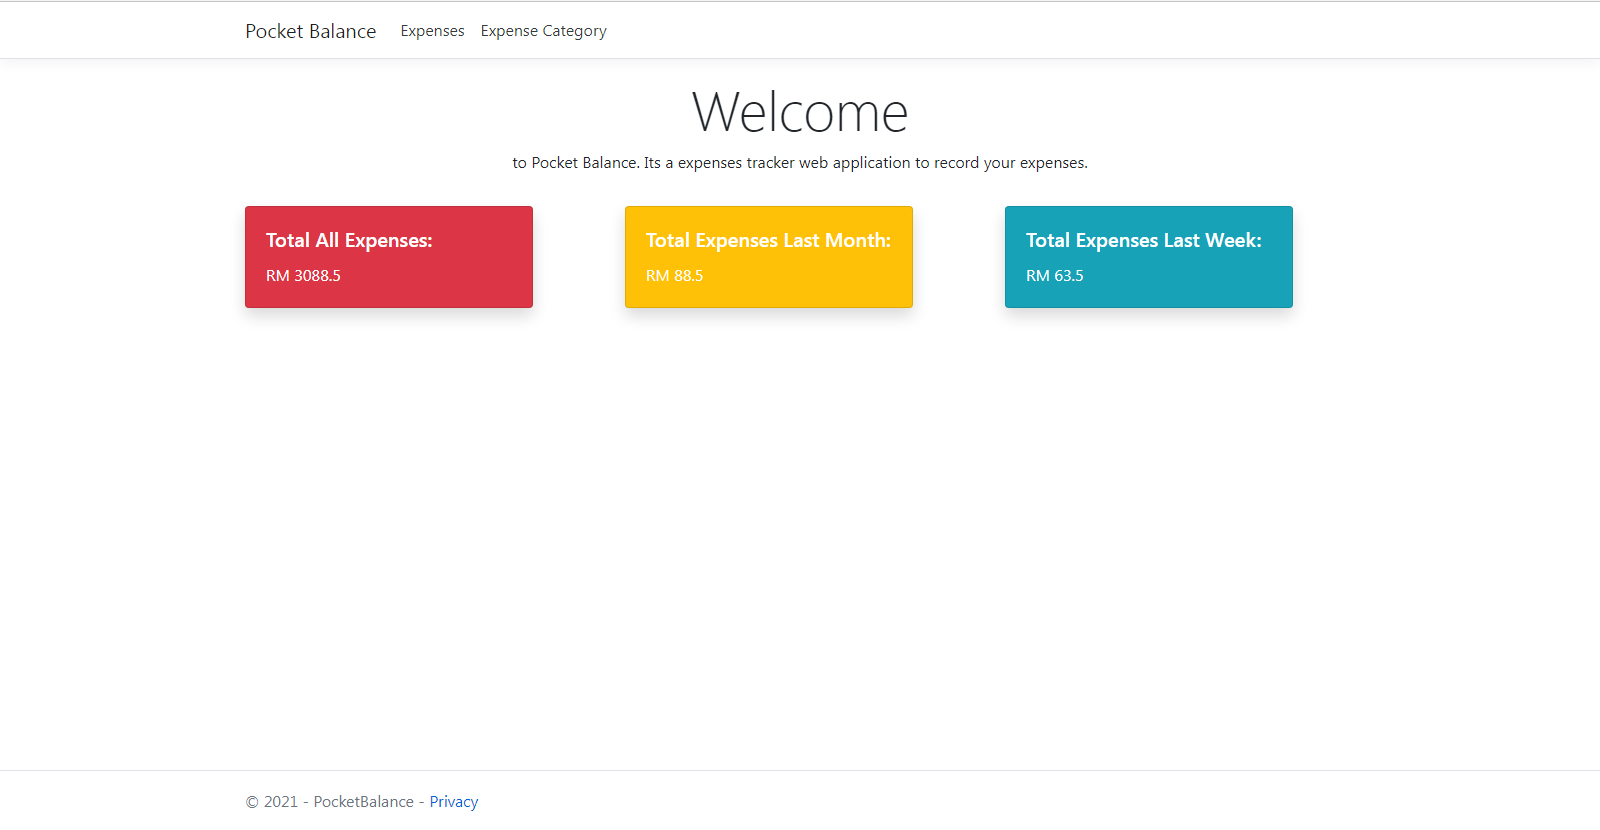 Pocket Balance Expenses Expense Category
Welcome
to Pocket Balance. Its a expenses tracker web application to record your expenses.
Total All Expenses:
RM 3088.5
Total Expenses Last Month:
RM 88.5
Total Expenses Last Week:
RM 63.5
© 2021 - PocketBalance - Privacy